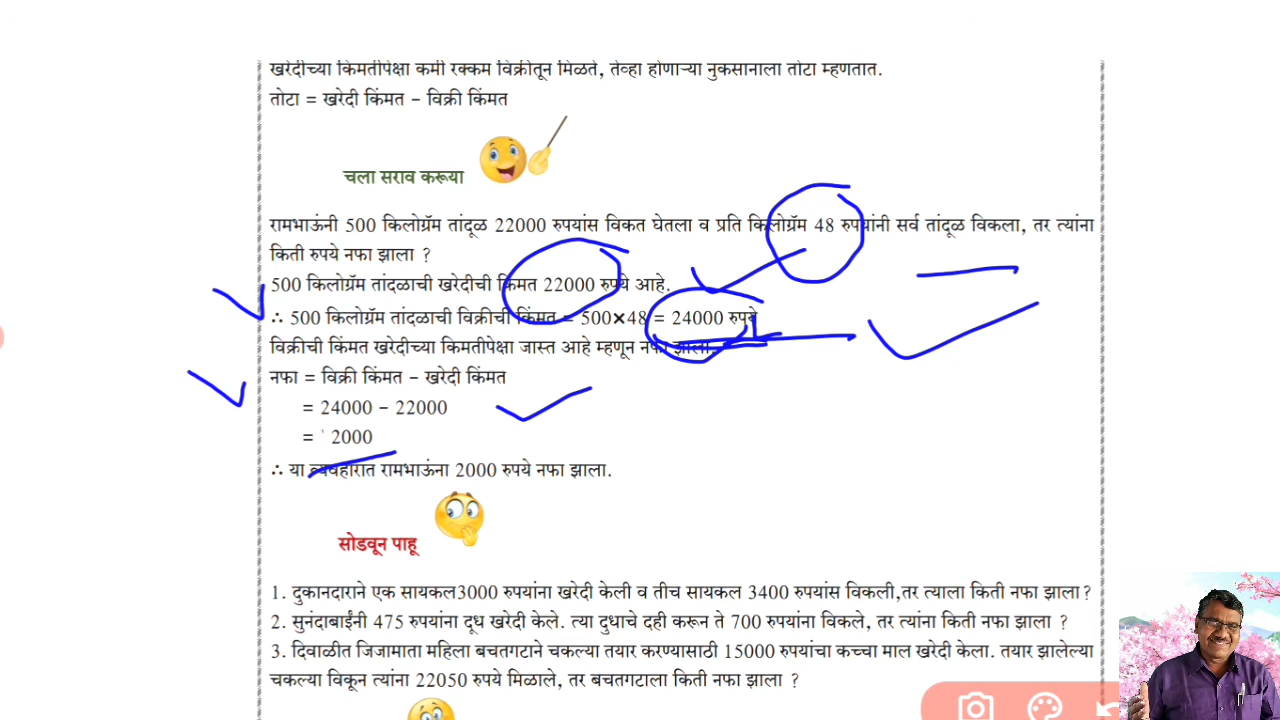 खरेदीच्या किमतीपेक्षा कमी रक्कम विक्रीतून मिळते, तेव्हा होणाऱ्या नुकसानाला तोटा म्हणतात.
तोटा = खरेदी किंमत – विक्री किंमत
चला सराव करूया
रामभाऊंनी 500 किलोग्रॅम तांदूळ 22000 रुपयांस विकत घेतला व प्रति किलोग्रॅम 48 रुपयांनी सर्व तांदूळ विकला, तर त्यांना
किती रुपये नफा झाला ?
500 किलोग्रॅम तांदळाची खरेदीची किंमत 22000 रुपये आहे.
∴ 500 किलोग्रॅम तांदळाची विक्रीची किंमत = 500×48 = 24000 रुपये
विक्रीची किंमत खरेदीच्या किमतीपेक्षा जास्त आहे म्हणून नफा झाला.
नफा = विक्री किंमत – खरेदी किंमत
= 24000 – 22000
= 2000
∴ या व्यवहारात रामभाऊंना 2000 रुपये नफा झाला.
सोडवून पाहू
1. दुकानदाराने एक सायकल3000 रुपयांना खरेदी केली व तीच सायकल 3400 रुपयांस विकली,तर त्याला किती नफा झाला ?
2. सुनंदाबाईंनी 475 रुपयांना दूध खरेदी केले. त्या दुधाचे दही करून ते 700 रुपयांना विकले, तर त्यांना किती नफा झाला ?
3. दिवाळीत जिजामाता महिला बचतगटाने चकल्या तयार करण्यासाठी 15000 रुपयांचा कच्चा माल खरेदी केला. तयार झालेल्या
चकल्या विकून त्यांना 22050 रुपये मिळाले, तर बचतगटाला किती नफा झाला ?